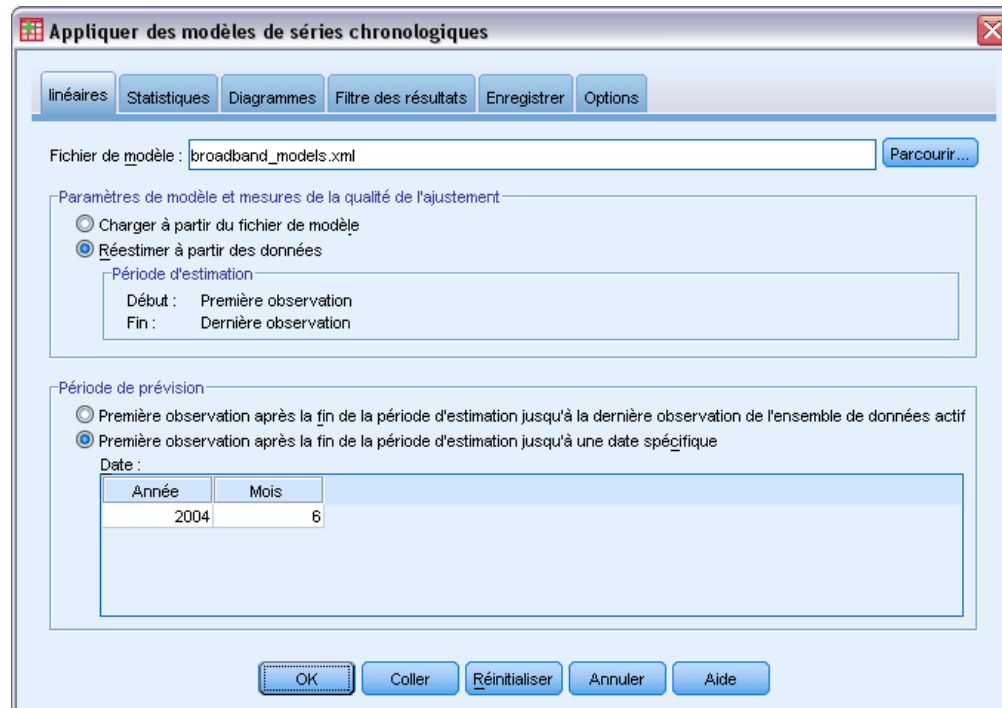 Appliquer des modèles de séries chronologiques
linéaires Statistiques Diagrammes Filtre des résultats Enregistrer Options
Fichier de modèle : broadband_models.xml Parcourir...
Paramètres de modèle et mesures de la qualité de l'ajustement
Charger à partir du fichier de modèle
Réestimer à partir des données
Période d'estimation
Début : Première observation
Fin : Dernière observation
Période de prévision
Première observation après la fin de la période d'estimation jusqu'à la dernière observation de l'ensemble de données actif
Première observation après la fin de la période d'estimation jusqu'à une date spécifique
Date :
Année Mois
2004 6
OK Coller Réinitialiser Annuler Aide